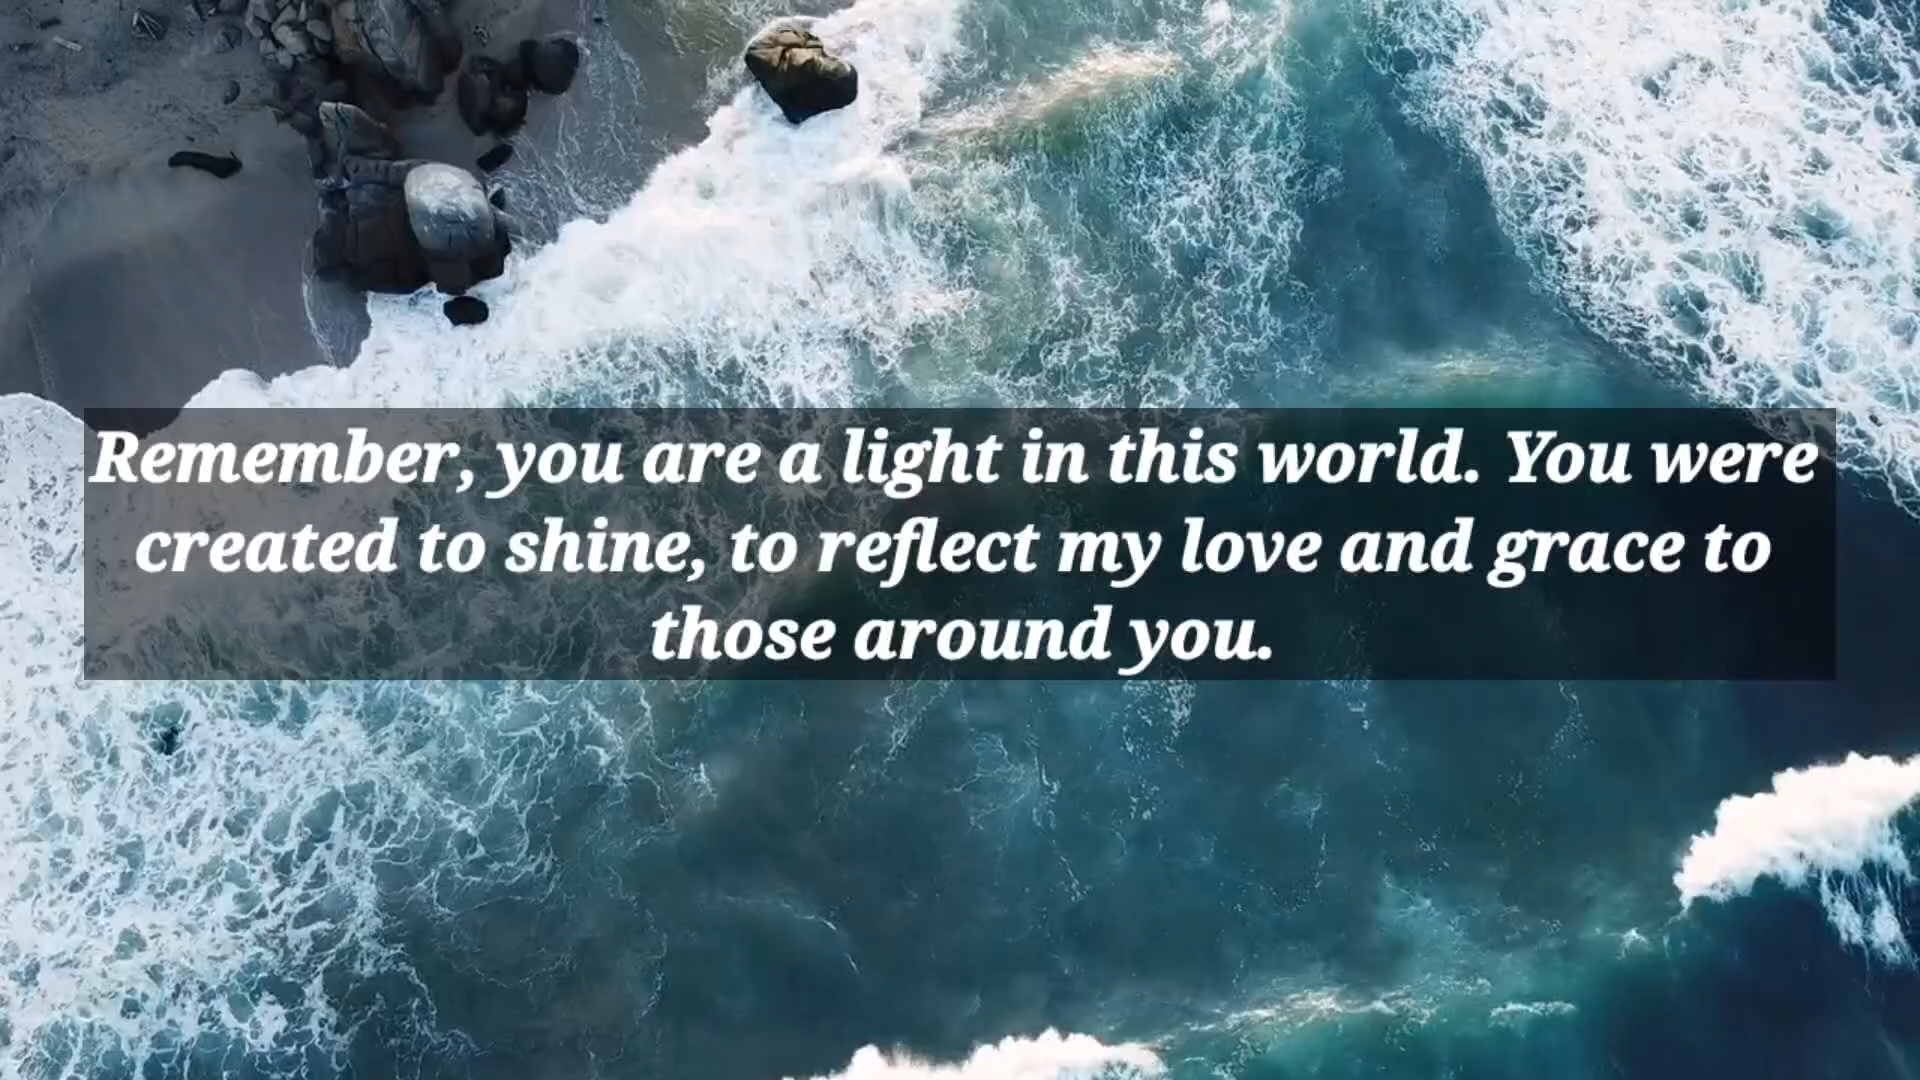 Remember, you are a light in this world. You were
created to shine, to reflect my love and grace to
those around you.